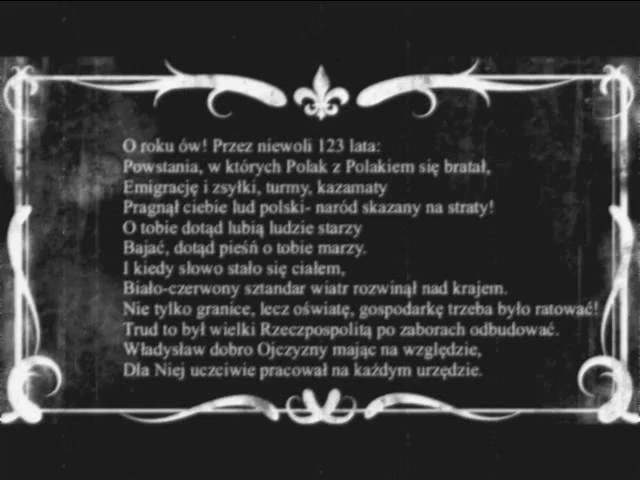 O roku ów! Przez niewoli 123 lata:
Powstania, w których Polak z Polakiem się bratał,
Emigrację i zsyłki, turmy, kazamaty
Pragnął ciebie lud polski- naród skazany na straty!
O tobie dotąd lubią ludzie starzy
Bajać, dotąd pieśń o tobie marzy.
I kiedy słowo stało się ciałem,
Biało-czerwony sztandar wiatr rozwinął nad krajem.
Nie tylko granice, lecz oświatę, gospodarkę trzeba było ratować!
Trud to był wielki Rzeczpospolitą po zaborach odbudować.
Władysław dobro Ojczyzny mając na względzie,
Dla Niej uczciwie pracował na każdym urzędzie.